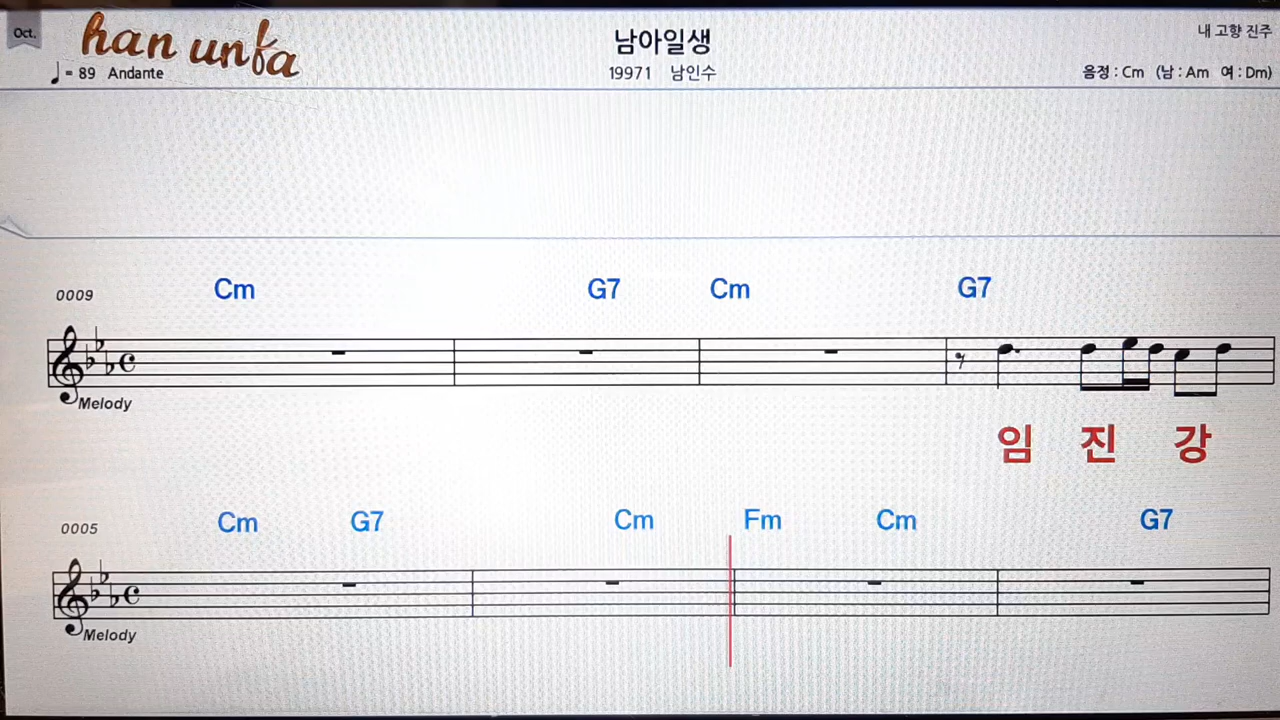 Oct.
han unfa
♩ = 89 Andante
남아일생
19971 남인수
내 고향 진주
음정 : Cm (남 : Am 여 : Dm)
0009
Cm G7 Cm G7
Melody
임 진 강
0005
Cm G7 Cm Fm Cm G7
Melody